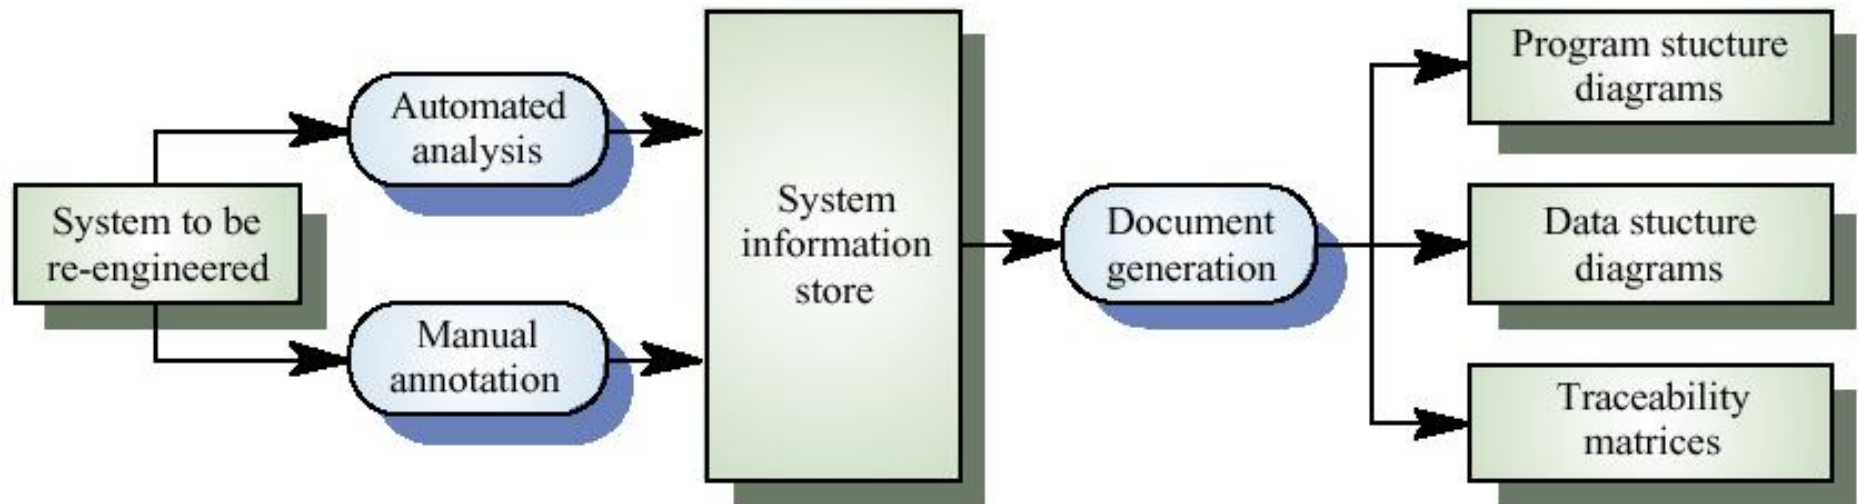 System to be
re-engineered
Automated
analysis
Manual
annotation
System
information
store
Document
generation
Program stucture
diagrams
Data stucture
diagrams
Traceability
matrices